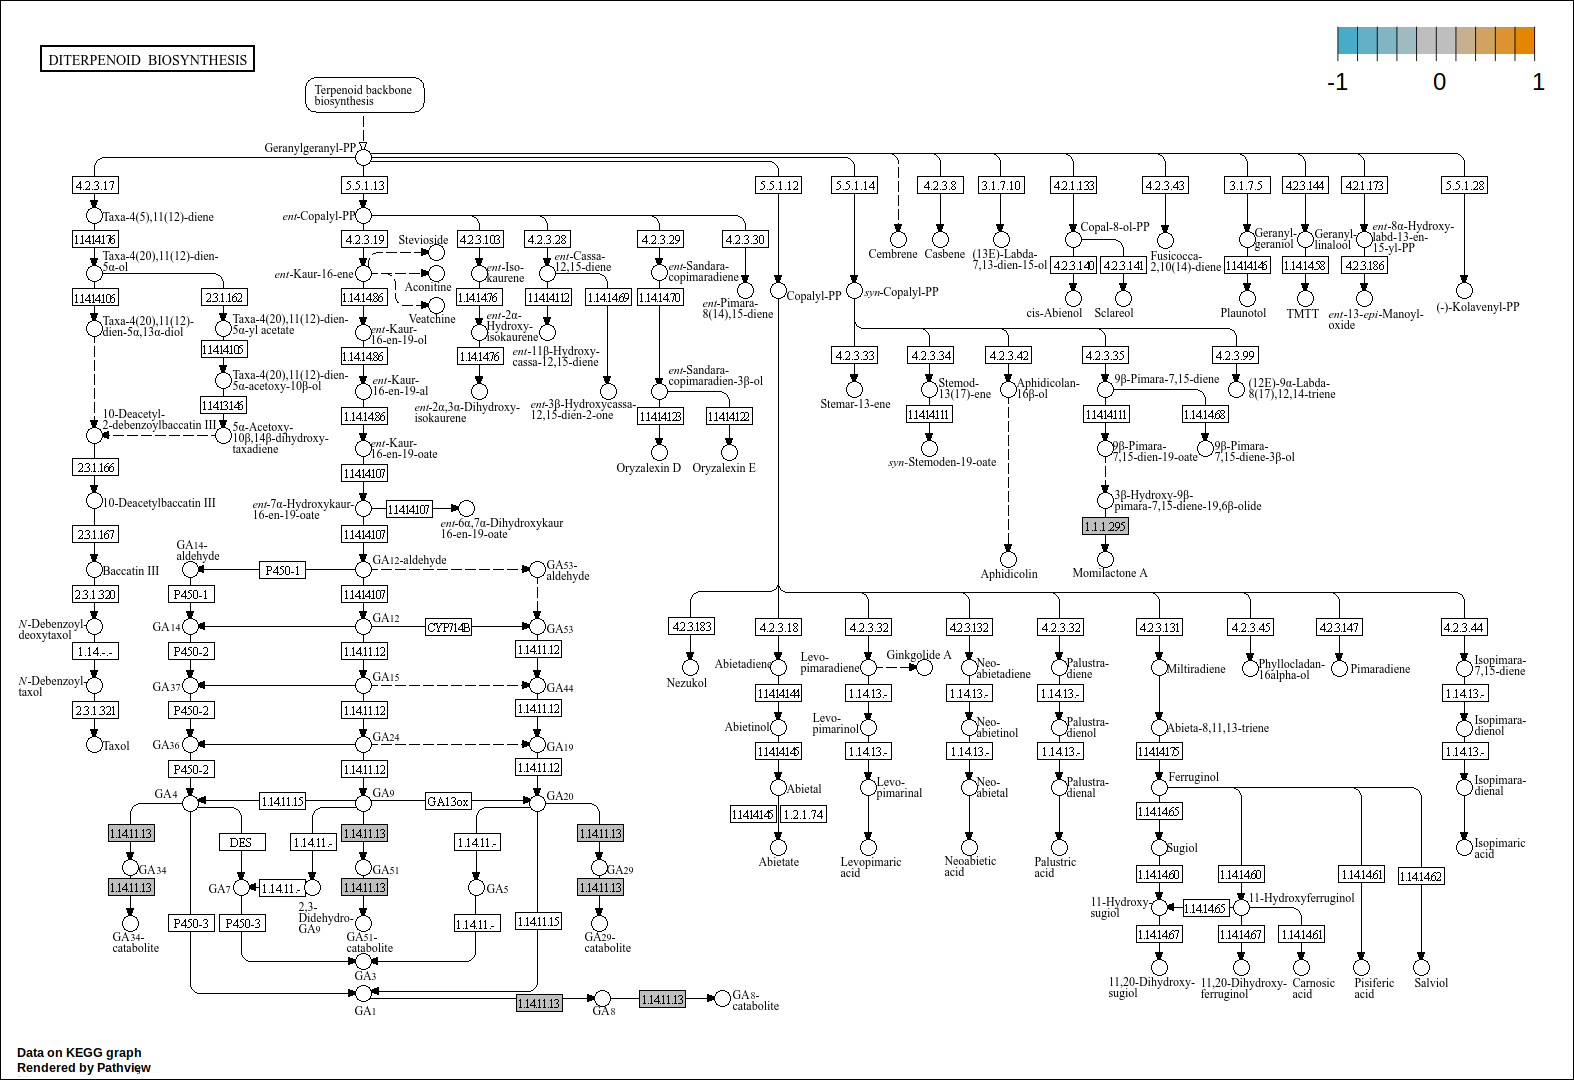 DITERPENOID BIOSYNTHESIS
-1 0 1
Terpenoid backbone
biosynthesis
Geranylgeranyl-PP
4.2.3.17
5.5.1.13
5.5.1.12
5.5.1.14
4.2.3.8
3.1.7.10
4.2.1.133
4.2.3.43
3.1.7.5
4.2.3.144
4.2.1.173
5.5.1.28
Taxa-4(5),11(12)-diene
ent-Copalyl-PP
1.14.14.176
4.2.3.19
Stevioside
4.2.3.103
4.2.3.28
4.2.3.29
4.2.3.30
Cembrene
Casbene
(13E)-Labda-
7,13-dien-15-ol
Copal-8-ol-PP
Fusicocca-
2,10(14)-diene
Geranyl-
geraniol
Geranyl-
linalool
ent-8α-Hydroxy-
labd-13-en-
15-yl-PP
Taxa-4(20),11(12)-dien-
5α-ol
ent-Kaur-16-ene
Aconitine
Veatchine
ent-Iso-
kaurene
ent-Cassa-
12,15-diene
ent-Sandara-
copimaradiene
ent-Pimara-
8(14),15-diene
Copalyl-PP
syn-Copalyl-PP
4.2.3.140
4.2.3.141
1.14.14.146
1.14.14.58
4.2.3.186
cis-Abienol
Sclareol
Plaunotol
TMTT
ent-13-epi-Manoyl-
oxide
(-)-Kolavenyl-PP
1.14.14.106
2.3.1.162
1.14.14.86
1.14.14.76
1.14.14.112
1.14.14.69
1.14.14.70
Taxa-4(20),11(12)-
dien-5α,13α-diol
Taxa-4(20),11(12)-dien-
5α-yl acetate
ent-Kaur-
16-en-19-ol
ent-2α-
Hydroxy-
isokaurene
ent-11β-Hydroxy-
cassa-12,15-diene
1.14.14.105
1.14.14.86
1.14.14.76
4.2.3.33
4.2.3.34
4.2.3.42
4.2.3.35
4.2.3.99
Taxa-4(20),11(12)-dien-
5α-acetoxy-10β-ol
ent-Kaur-
16-en-19-al
ent-2α,3α-Dihydroxy-
isokaurene
ent-3β-Hydroxycassa-
12,15-dien-2-one
ent-Sandara-
copimaradien-3β-ol
Stemar-13-ene
Stemod-
13(17)-ene
Aphidicolan-
16β-ol
9β-Pimara-7,15-diene
(12E)-9α-Labda-
8(17),12,14-triene
1.14.13.146
1.14.14.86
1.14.14.123
1.14.14.122
1.14.14.111
1.14.14.111
1.14.14.68
10-Deacetyl-
2-debenzoylbaccatin III
5α-Acetoxy-
10β,14β-dihydroxy-
taxadiene
ent-Kaur-
16-en-19-oate
Oryzalexin D
Oryzalexin E
syn-Stemoden-19-oate
9β-Pimara-
7,15-dien-19-oate
9β-Pimara-
7,15-diene-3β-ol
2.3.1.166
1.14.14.107
10-Deacetylbaccatin III
ent-7α-Hydroxykaur-
16-en-19-oate
1.14.14.107
ent-6α,7α-Dihydroxykaur
16-en-19-oate
3β-Hydroxy-9β-
pimara-7,15-diene-19,6β-olide
2.3.1.167
1.14.14.107
1.1.1.295
Baccatin III
GA14-
aldehyde
P450-1
GA12-aldehyde
GA53-
aldehyde
Aphidicolin
Momilactone A
2.3.1.320
P450-1
1.14.14.107
N-Debenzoyl-
deoxytaxol
GA14
GA12
CYP714B
GA53
4.2.3.183
4.2.3.18
4.2.3.32
4.2.3.132
4.2.3.32
4.2.3.131
4.2.3.45
4.2.3.147
4.2.3.44
1.14.-.-
P450-2
1.14.11.12
1.14.11.12
Nezukol
Abietadiene
Levo-
pimaradiene
Ginkgolide A
Neo-
abietadiene
Palustra-
diene
Miltiradiene
Phyllocladan-
16alpha-ol
Pimaradiene
Isopimara-
7,15-diene
N-Debenzoyl-
taxol
GA37
GA15
GA44
1.14.14.144
1.14.13.-
1.14.13.-
1.14.13.-
1.14.13.-
2.3.1.321
P450-2
1.14.11.12
1.14.11.12
Abietinol
Levo-
pimarinol
Neo-
abietinol
Palustra-
dienol
Abieta-8,11,13-triene
Isopimara-
dienol
Taxol
GA36
GA24
GA19
1.14.14.145
1.14.13.-
1.14.13.-
1.14.13.-
1.14.14.175
1.14.13.-
P450-2
1.14.11.12
1.14.11.12
Abietal
Levo-
pimarinal
Neo-
abietal
Palustra-
dienal
Ferruginol
Isopimara-
dienal
GA4
1.14.11.15
GA9
GA13ox
GA20
1.14.14.145
1.2.1.74
1.14.14.65
1.14.11.13
DES
1.14.11.-
1.14.11.13
1.14.11.-
1.14.11.13
Abietate
Levopimaric
acid
Neoabietic
acid
Palustric
acid
Sugiol
Isopimaric
acid
GA34
GA51
GA29
1.14.11.13
GA7
1.14.11.-
1.14.11.13
GA5
1.14.11.13
1.14.14.60
1.14.14.60
1.14.14.61
1.14.14.62
2,3-
Didehydro-
GA9
11-Hydroxy-
sugiol
1.14.14.65
11-Hydroxyferruginol
P450-3
P450-3
1.14.11.-
1.14.11.15
1.14.14.67
1.14.14.67
1.14.14.61
GA34-
catabolite
GA51-
catabolite
GA29-
catabolite
GA3
11,20-Dihydroxy-
sugiol
11,20-Dihydroxy-
ferruginol
Carnosic
acid
Pisiferic
acid
Salviol
GA1
1.14.11.13
GA8
1.14.11.13
GA8-
catabolite
Data on KEGG graph
Rendered by Pathview